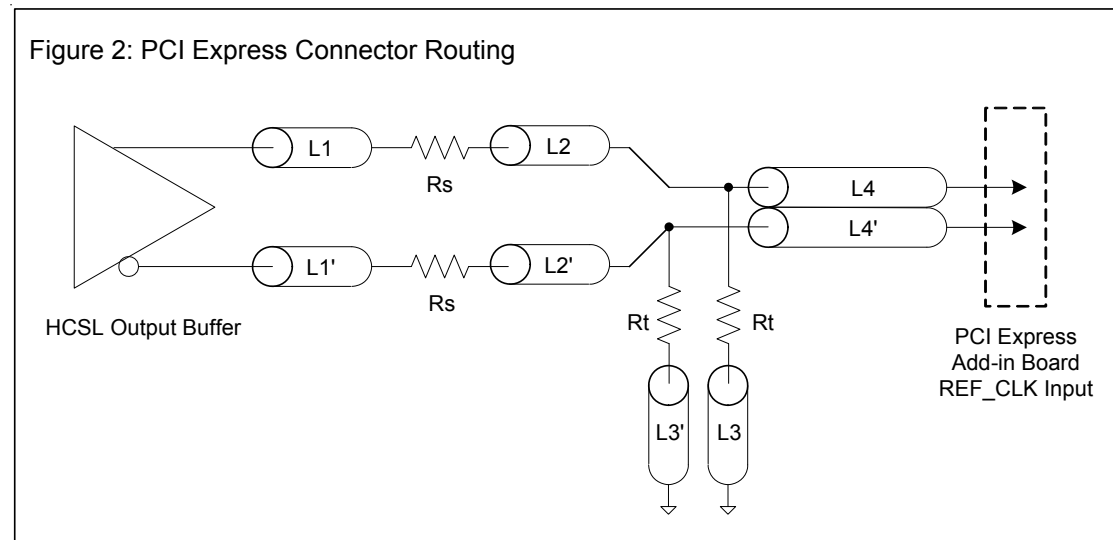 Figure 2: PCI Express Connector Routing
L1
Rs
L2
L4
L4'
L1'
Rs
L2'
HCSL Output Buffer
Rt
Rt
L3'
L3
PCI Express
Add-in Board
REF_CLK Input